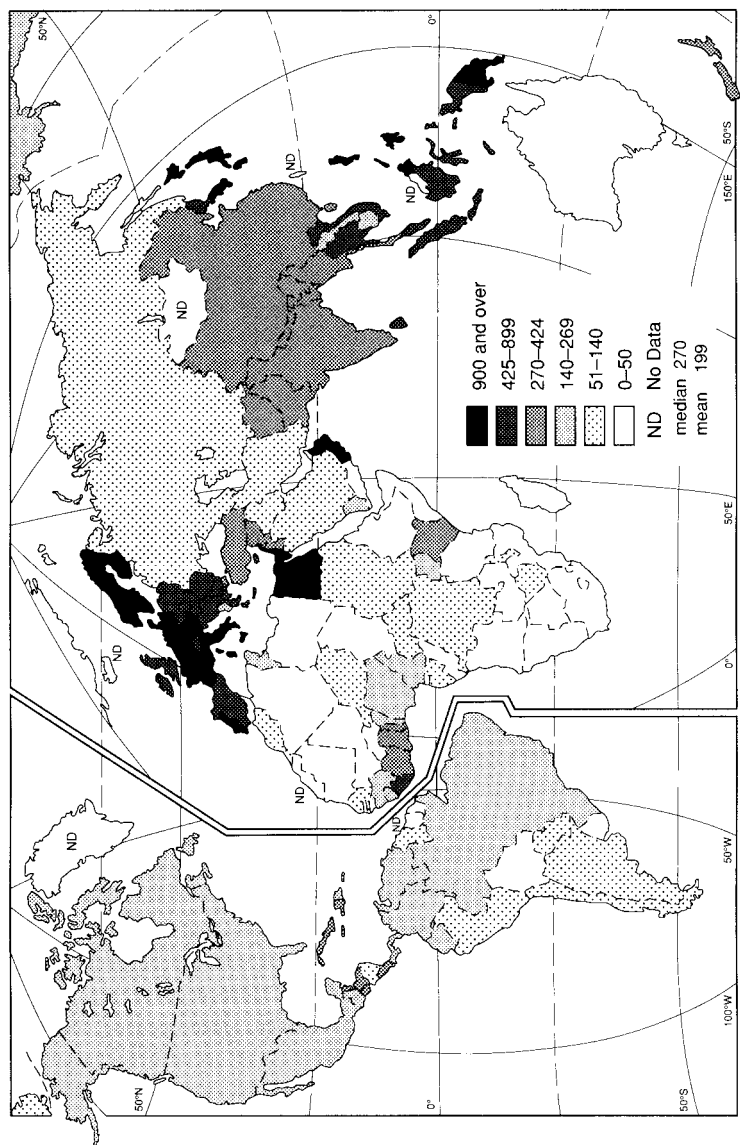 50°N
ND
ND
50°N
ND
ND
ND
ND
ND
0°
0°
900 and over
425–899
270–424
140–269
51–140
0–50
ND No Data
median 270
mean 199
50°S
100°W
50°W
0°
50°E
150°E
50°S